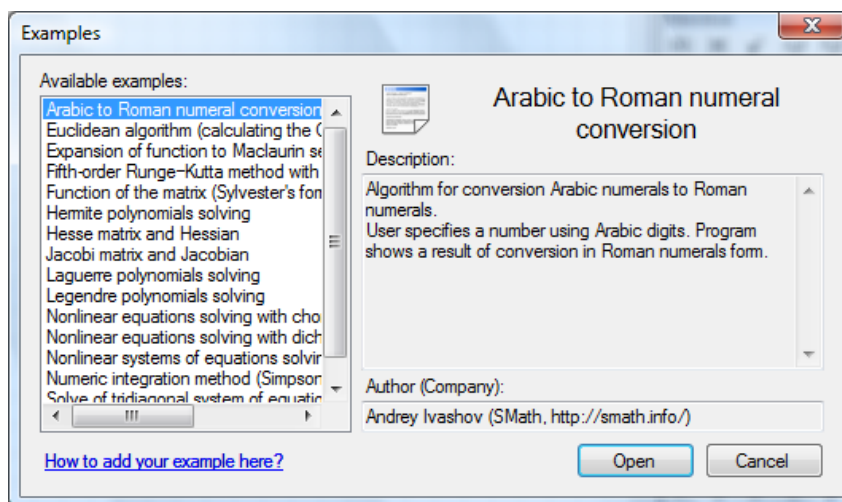 Examples
Available examples:
Arabic to Roman numeral conversion
Euclidean algorithm (calculating the
Expansion of function to Maclaurin
Fifth-order Runge-Kutta method with
Function of the matrix (Sylvester's
Hermite polynomials solving
Hesse matrix and Hessian
Jacobi matrix and Jacobian
Laguerre polynomials solving
Legendre polynomials solving
Nonlinear equations solving with
Nonlinear equations solving with
Nonlinear systems of equations
Numeric integration method (Simpson
Solve of tridiagonal system of
How to add your example here?
Arabic to Roman numeral
conversion
Description:
Algorithm for conversion Arabic numerals to Roman
numerals.
User specifies a number using Arabic digits. Program
shows a result of conversion in Roman numerals form.
Author (Company):
Andrey Ivashov (SMath, http://smath.info/)
Open
Cancel